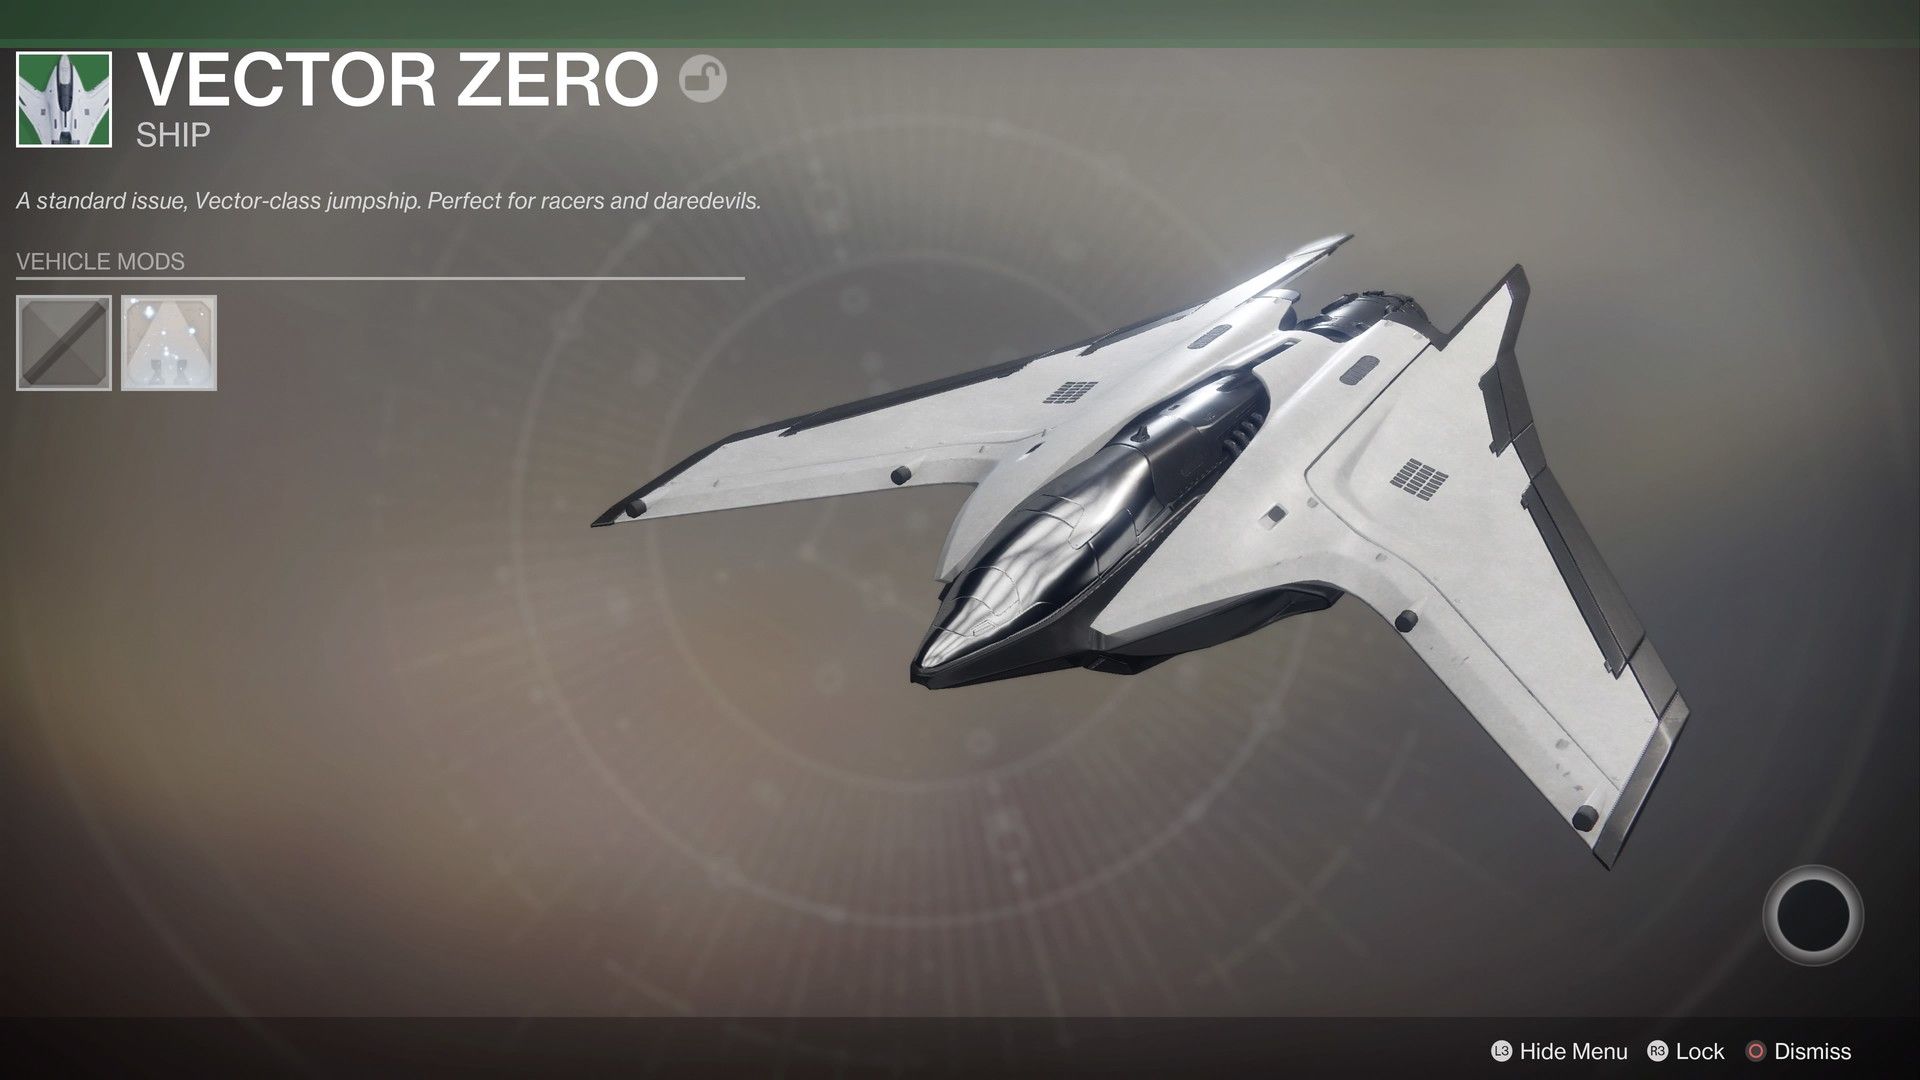 VECTOR ZERO
SHIP
A standard issue, Vector-class jumpship. Perfect for racers and daredevils.
VEHICLE MODS
L3 Hide Menu R3 Lock Dismiss